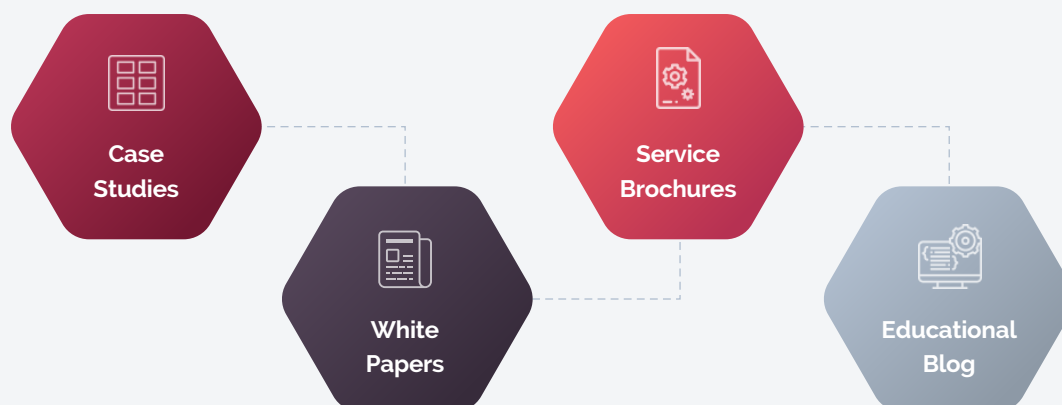 Case
Studies
White
Papers
Service
Brochures
Educational
Blog